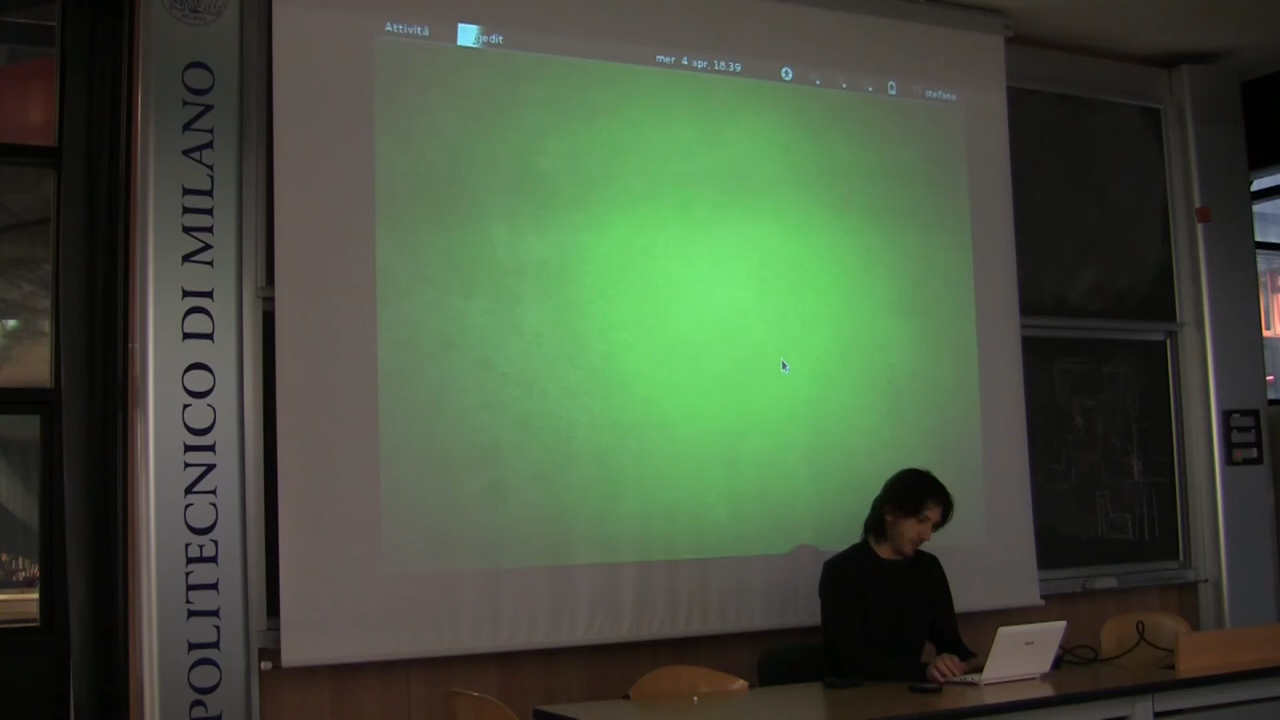 Attività
gedit
mer 4 apr, 18.39
stefano
POLITECNICO DI MILANO